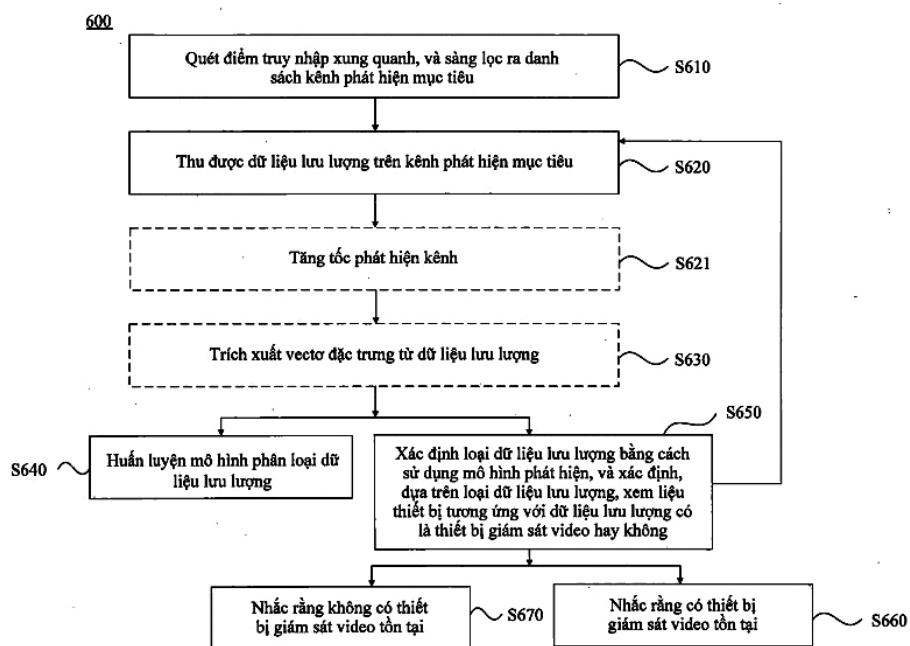 600
Quét điểm truy nhập xung quanh, và sàng lọc ra danh
sách kênh phát hiện mục tiêu
S610
Thu được dữ liệu lưu lượng trên kênh phát hiện mục tiêu
S620
Tăng tốc phát hiện kênh
S621
Trích xuất vectơ đặc trưng từ dữ liệu lưu lượng
S630
S650
S640
Huấn luyện mô hình phân loại dữ
liệu lưu lượng
Xác định loại dữ liệu lưu lượng bằng cách
sử dụng mô hình phát hiện, và xác định,
dựa trên loại dữ liệu lưu lượng, xem liệu
thiết bị tương ứng với dữ liệu lưu lượng có
là thiết bị giám sát video hay không
Nhắc rằng không có thiết
bị giám sát video tồn tại
S670
Nhắc rằng có thiết bị
giám sát video tồn tại
S660